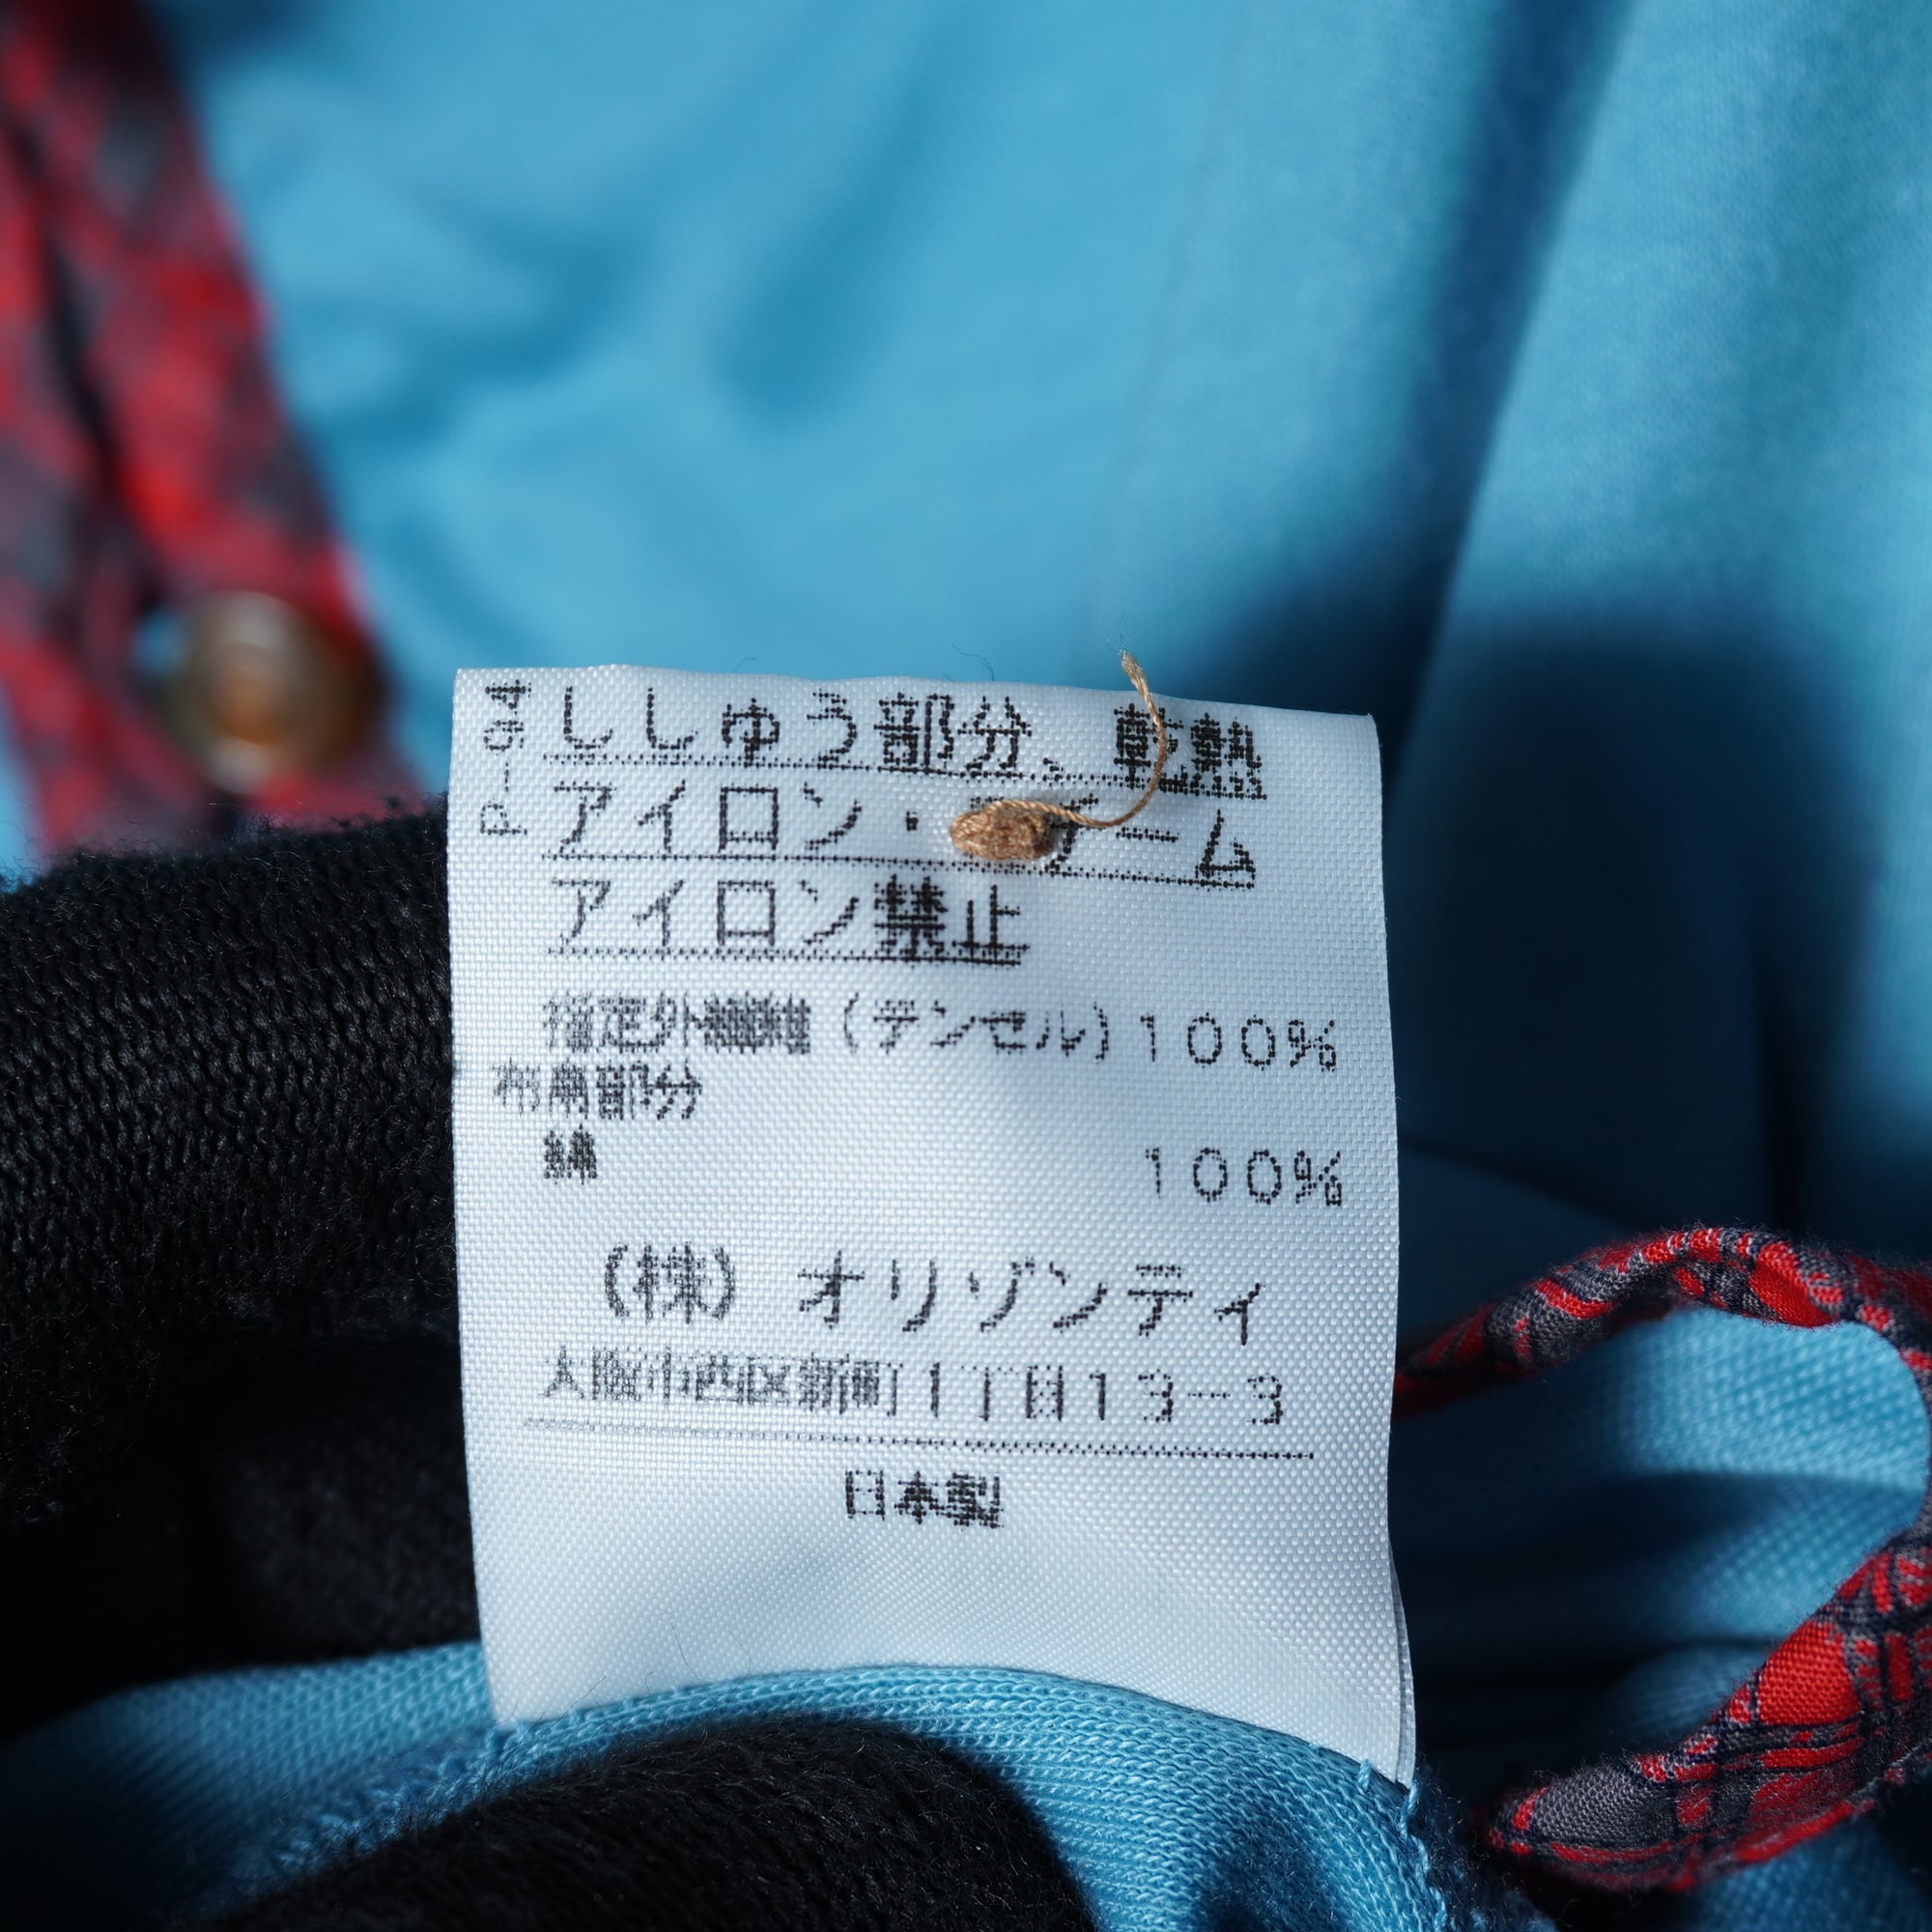 P-94
ししゅう部分、乾熱
アイロン・スチーム
アイロン禁止
指定外繊維(テンセル)100%
布帛部分
綿 100%
(株) オリゾンティ
大阪市西区新町1丁目13-3
日本製